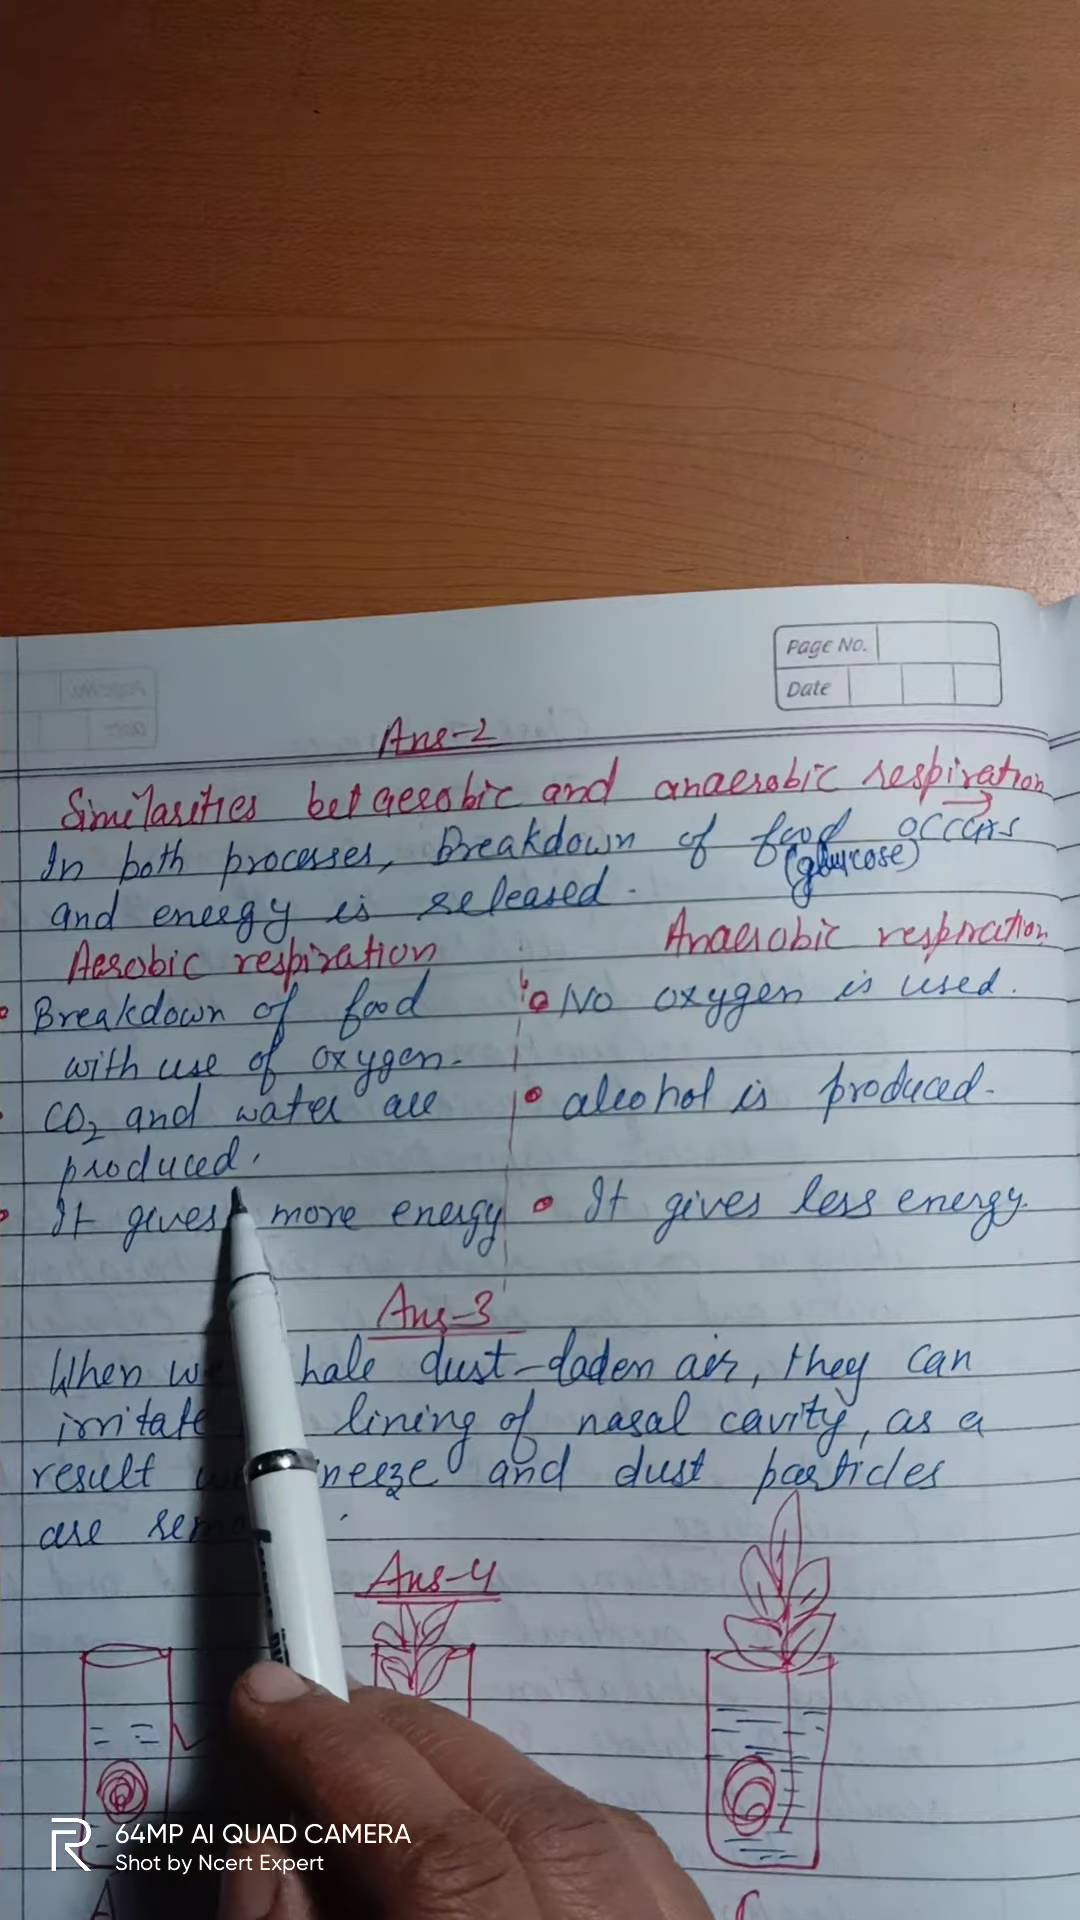 Page No.
Date
Ans-2
Similarities bet aerobic and anaerobic respiration
In both processes, Breakdown of food occurs
(glucose)
and energy is released.
Aerobic respiration
Anaerobic respiration
Breakdown of food
with use of oxygen.
CO₂ and water are
produced.
It gives more energy
No oxygen is used.
alcohol is produced.
It gives less energy.
Ans-3
When hale dust-laden air, they can
irritate lining of nasal cavity, as a
result neeze and dust particles
are
Ans-4
A
64MP AI QUAD CAMERA
Shot by Ncert Expert